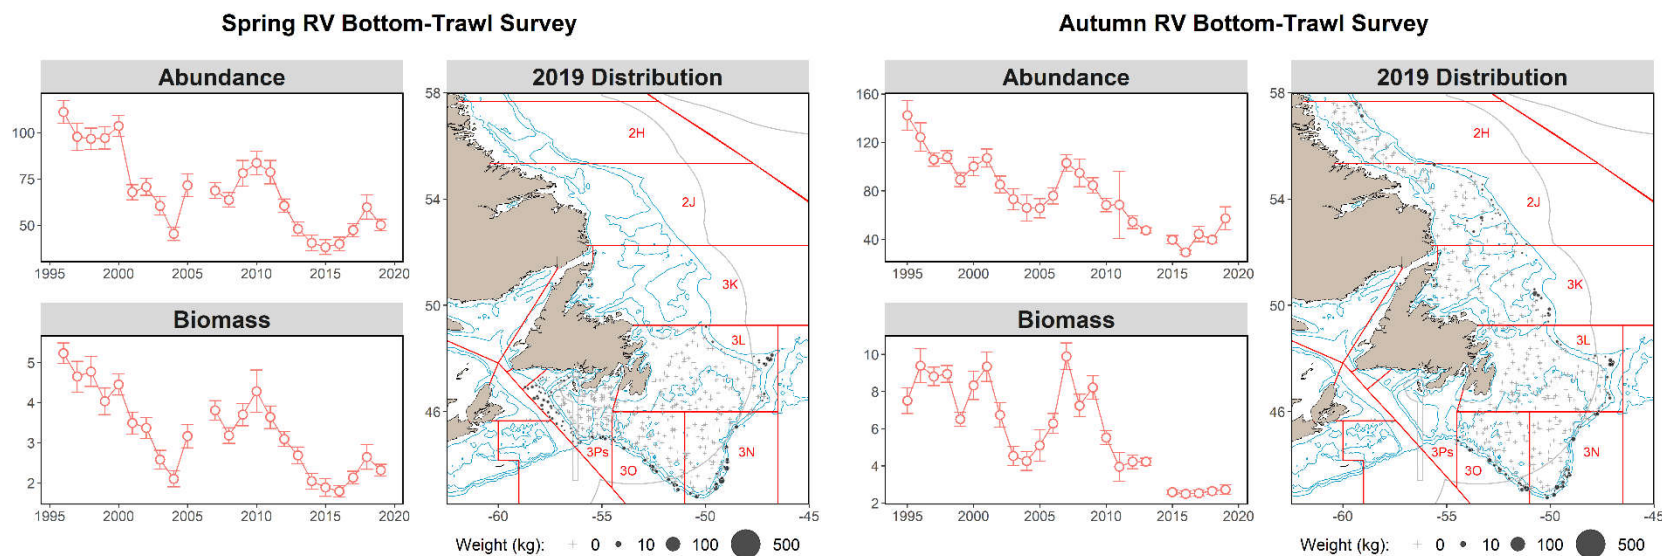 Spring RV Bottom-Trawl Survey
Autumn RV Bottom-Trawl Survey
Abundance
100
75
50
1995 2000 2005 2010 2015 2020
Biomass
5
4
3
2
1995 2000 2005 2010 2015 2020
2019 Distribution
58
54
50
46
2H
2J
3K
3L
3N
3O
3Ps
-60 -55 -50 -45
Weight (kg): 0 10 100 500
Abundance
160
120
80
40
1995 2000 2005 2010 2015 2020
Biomass
10
8
6
4
2
1995 2000 2005 2010 2015 2020
2019 Distribution
58
54
50
46
2H
2J
3K
3L
3N
3O
3Ps
-60 -55 -50 -45
Weight (kg): 0 10 100 500